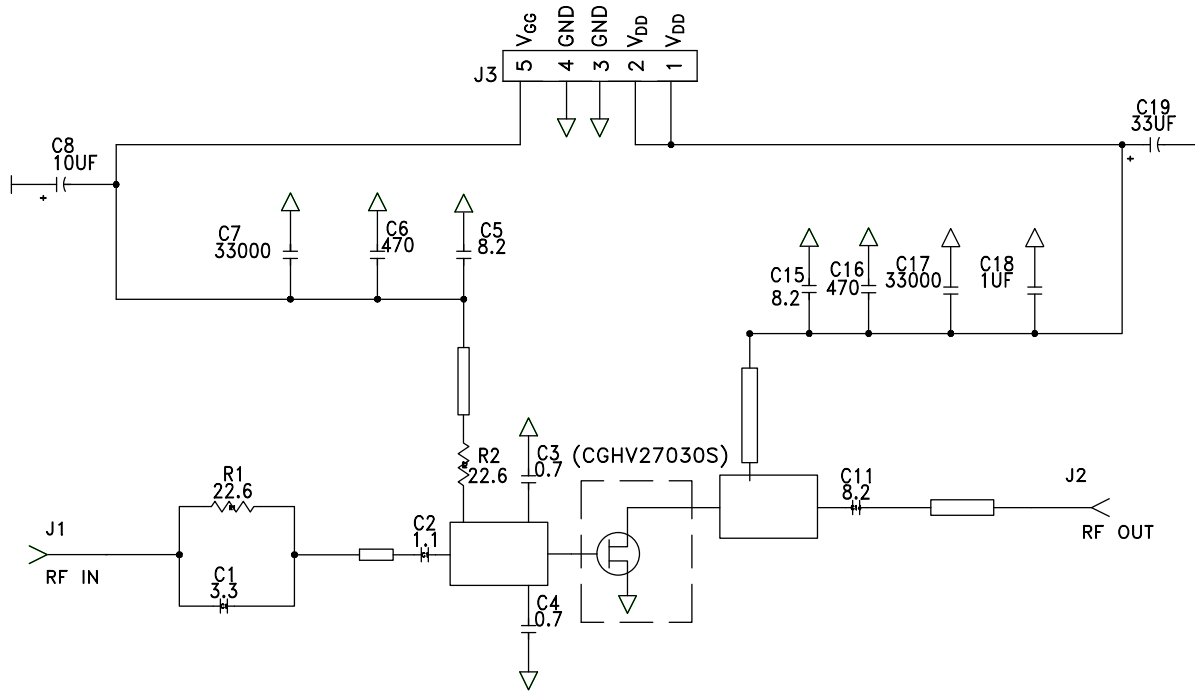 VGG
GND
GND
VDD
VDD
J3
5
4
3
2
1
C8
10UF
+
C19
33UF
+
C7
33000
C6
470
C5
8.2
C15
8.2
C16
470
C17
33000
C18
1UF
R2
22.6
C3
0.7
(CGHV27030S)
R1
22.6
C11
8.2
J2
RF OUT
J1
RF IN
C2
1.1
C1
3.3
C4
0.7